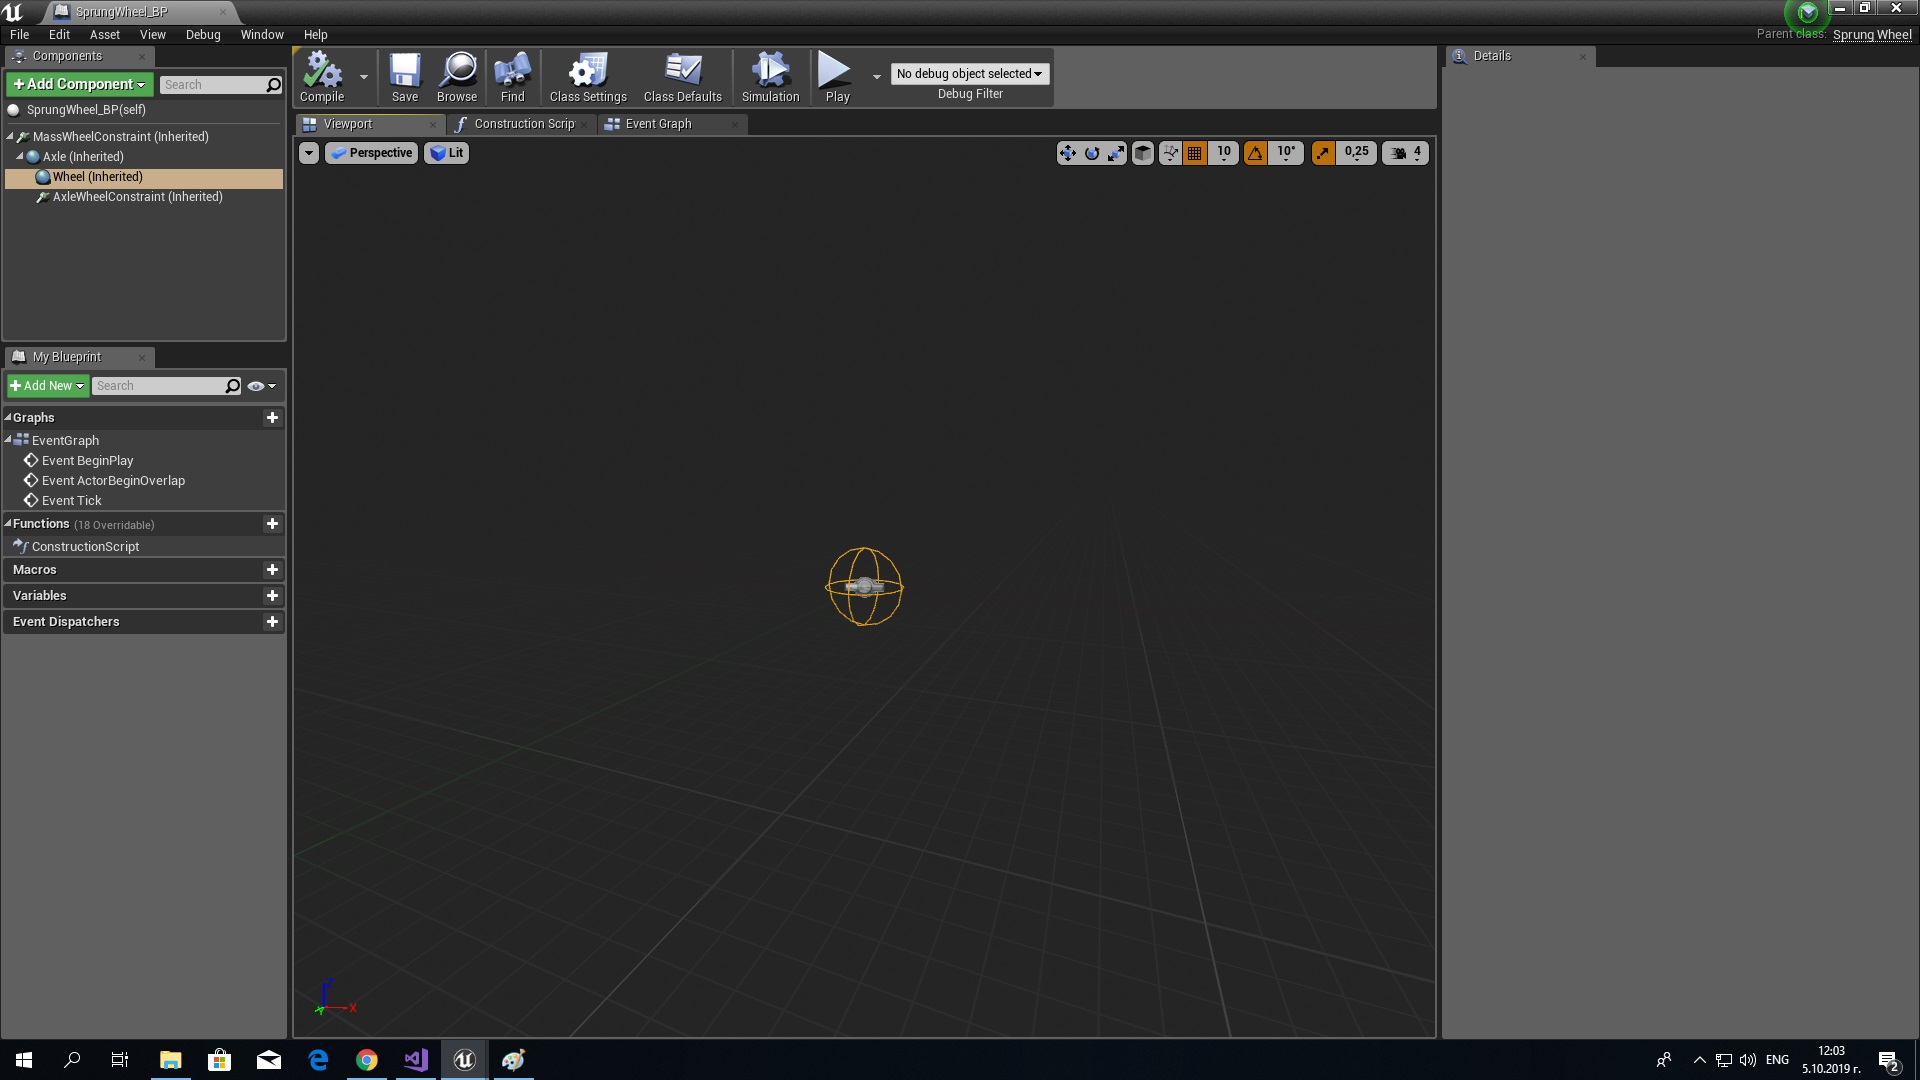 SprungWheel_BP
File Edit Asset View Debug Window Help
Parent class: Sprung Wheel
Components
+ Add Component
Search
SprungWheel_BP(self)
MassWheelConstraint (Inherited)
Axle (Inherited)
Wheel (Inherited)
AxleWheelConstraint (Inherited)
Compile
Save
Browse
Find
Class Settings
Class Defaults
Simulation
Play
No debug object selected
Debug Filter
Viewport
Construction Scrip
Event Graph
Perspective
Lit
10
10°
0,25
4
Z
X
Y
Details
My Blueprint
+ Add New
Search
Graphs
EventGraph
Event BeginPlay
Event ActorBeginOverlap
Event Tick
Functions (18 Overridable)
ConstructionScript
Macros
Variables
Event Dispatchers
ENG
12:03
5.10.2019 г.
2